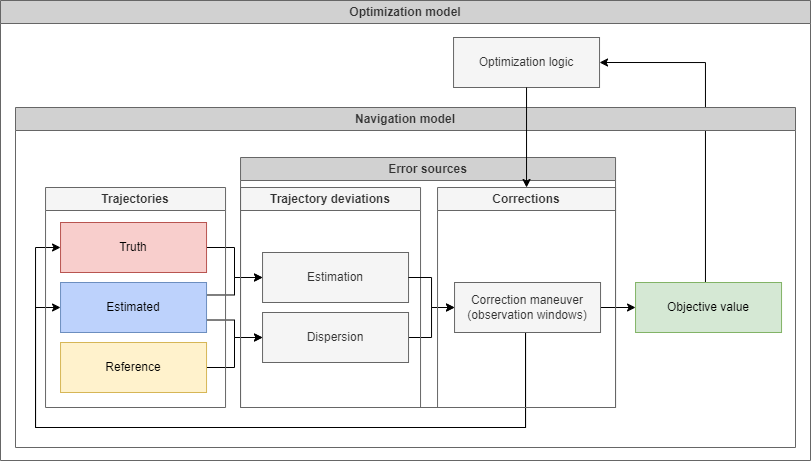 Optimization model
Optimization logic
Navigation model
Error sources
Trajectories
Trajectory deviations
Corrections
Truth
Estimated
Reference
Estimation
Dispersion
Correction maneuver
(observation windows)
Objective value